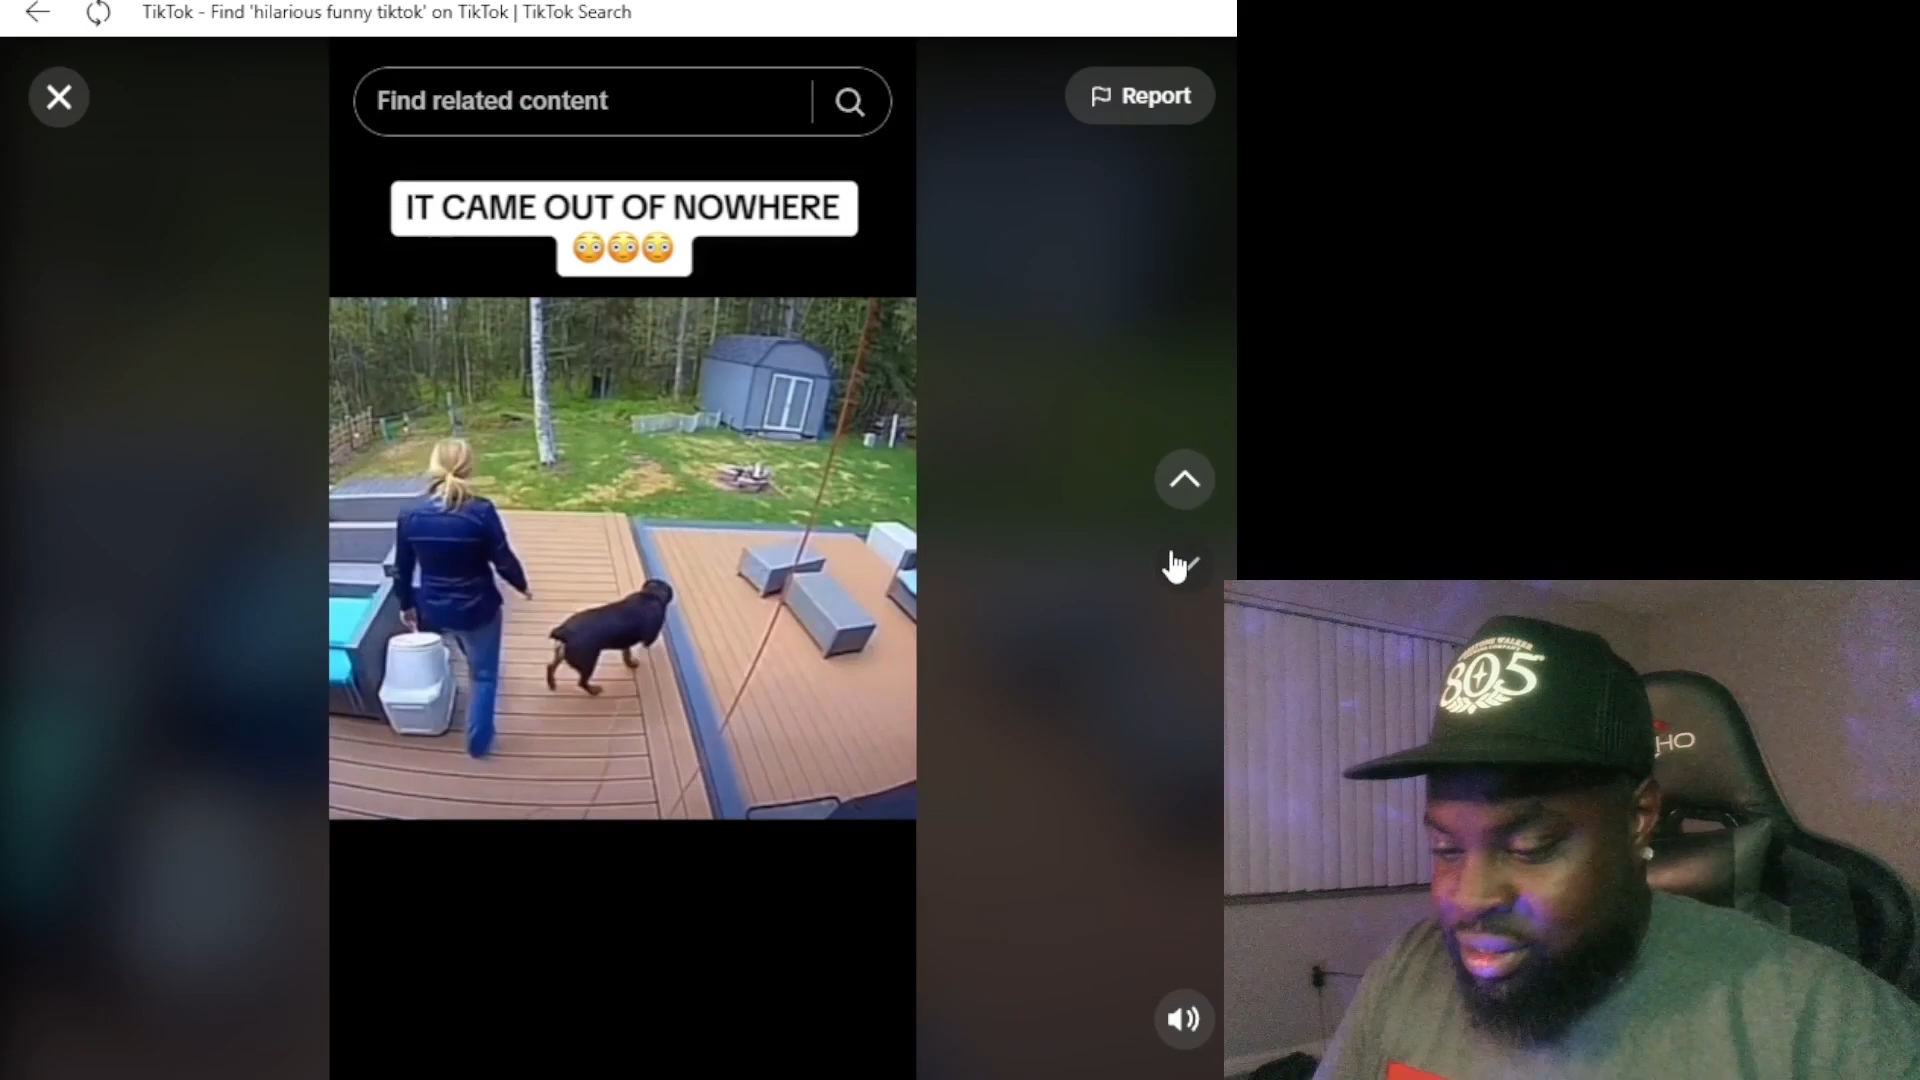 TikTok - Find 'hilarious funny tiktok' on TikTok | TikTok Search
Find related content
Report
IT CAME OUT OF NOWHERE
😳😳😳
805